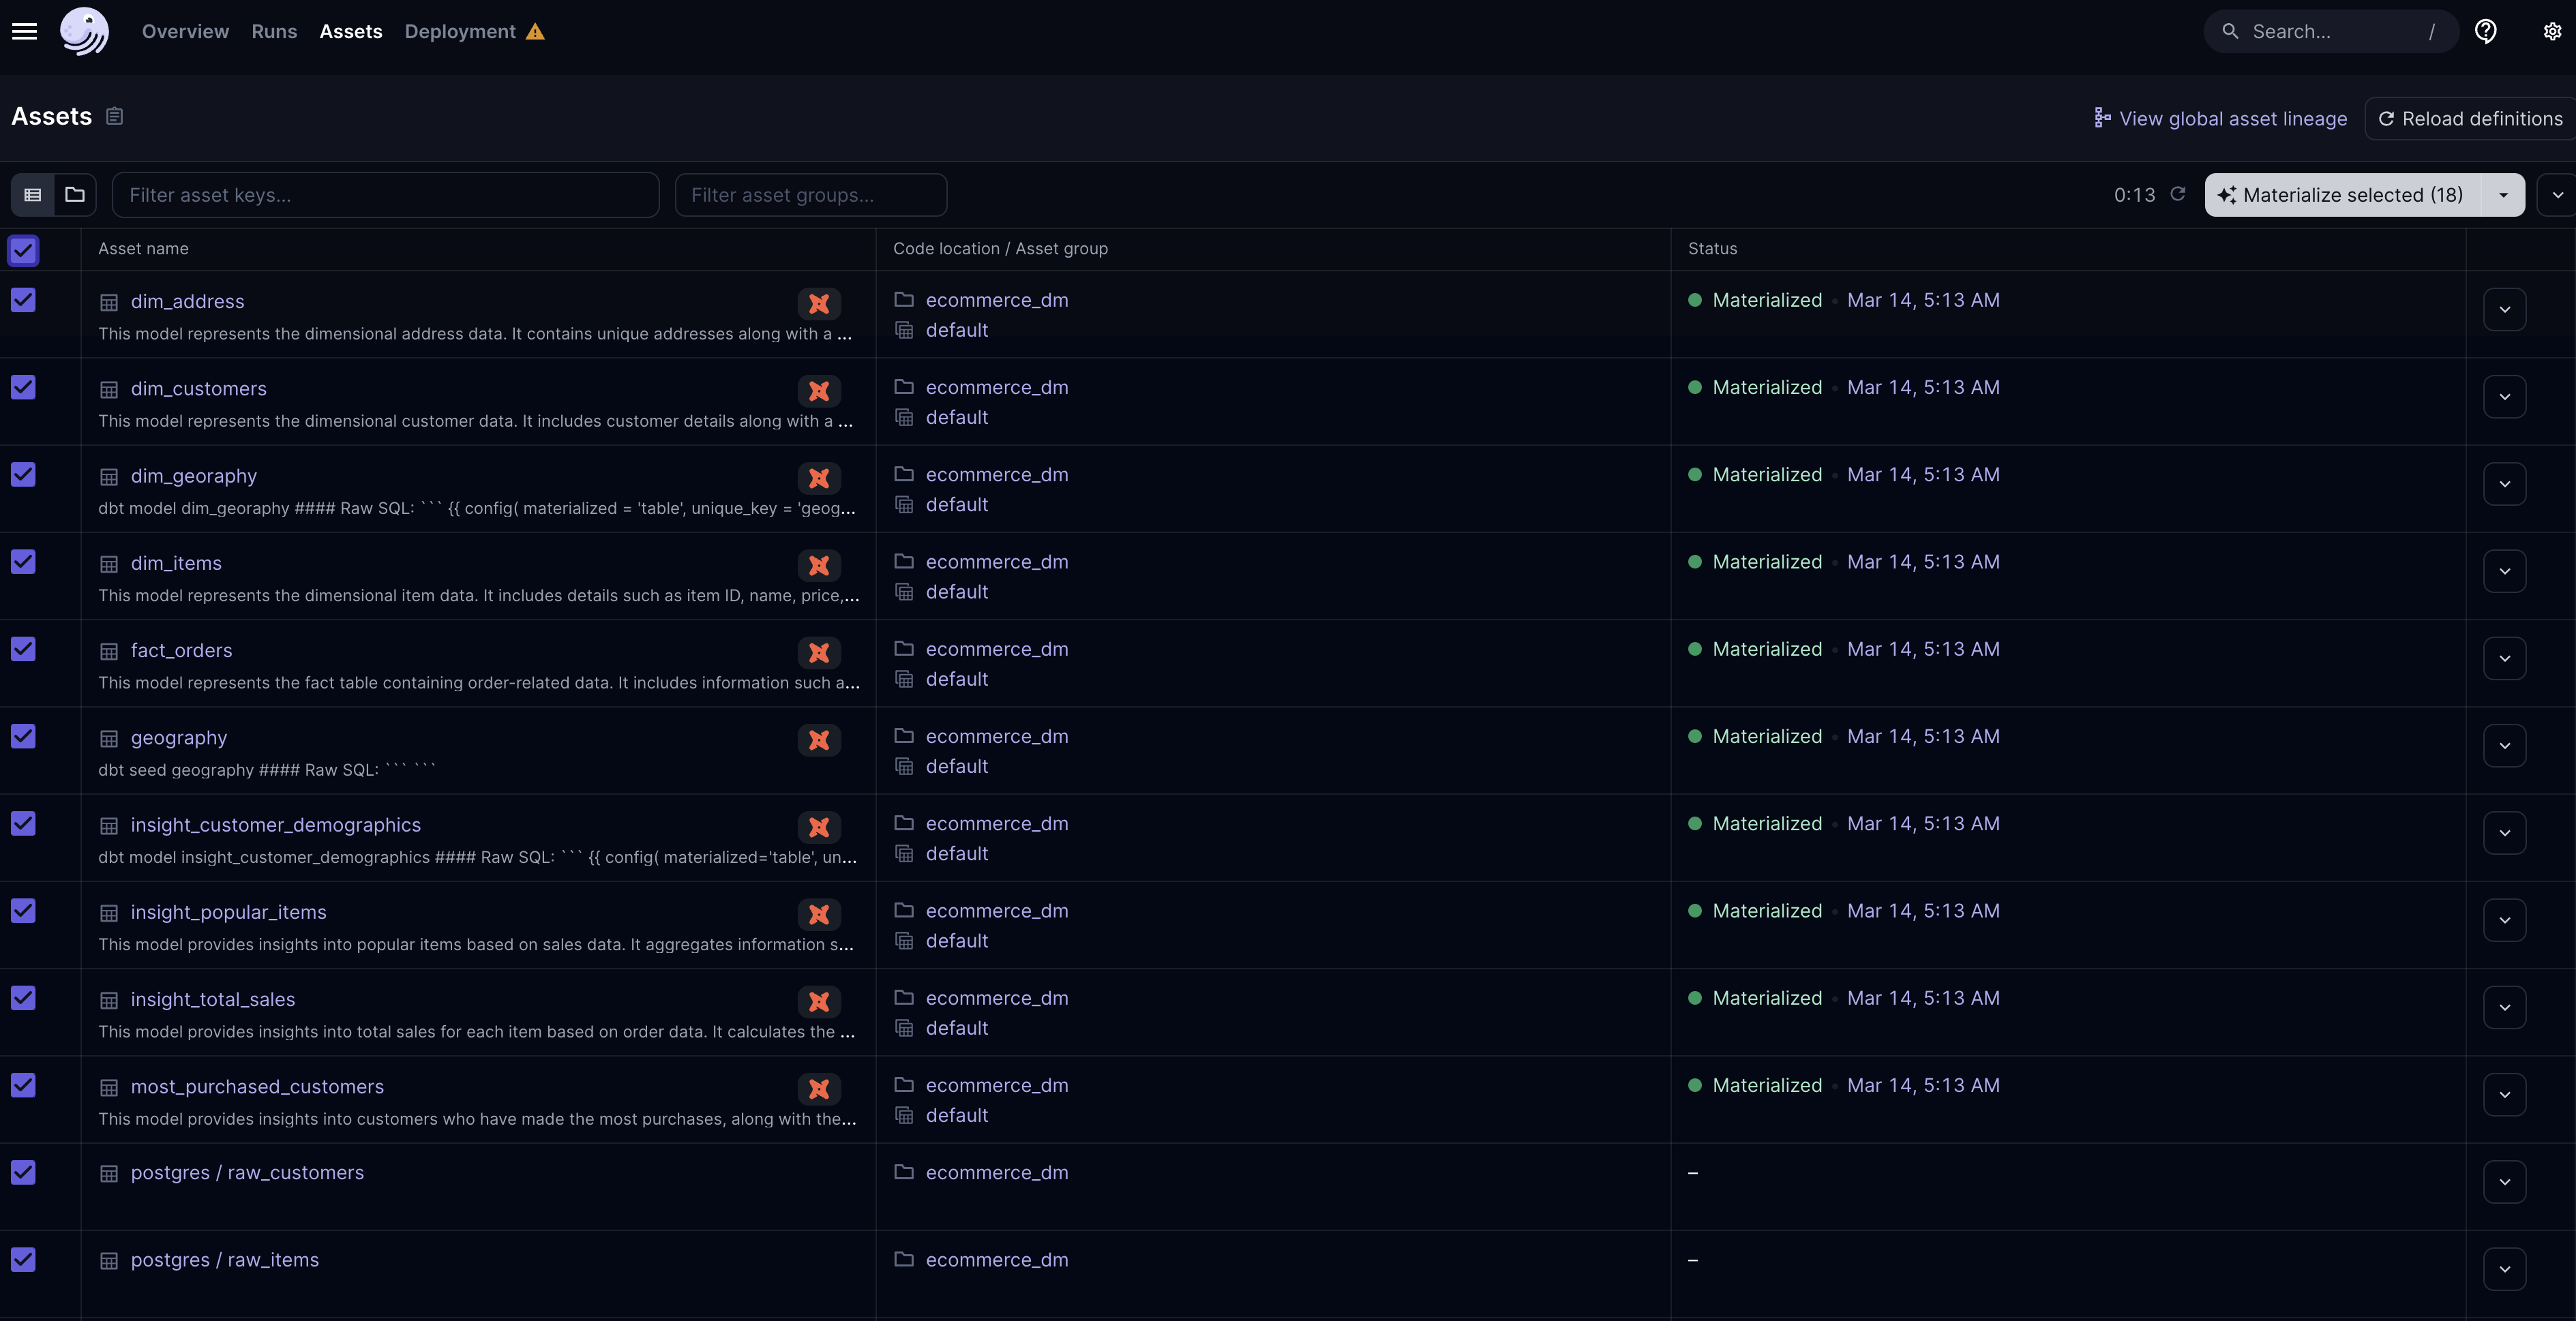 Overview Runs Assets Deployment Search... /
Assets View global asset lineage Reload definitions
Filter asset keys... Filter asset groups... 0:13 Materialize selected (18)
Asset name Code location / Asset group Status
dim_address ecommerce_dm Materialized Mar 14, 5:13 AM
This model represents the dimensional address data. It contains unique addresses along with a ... default
dim_customers ecommerce_dm Materialized Mar 14, 5:13 AM
This model represents the dimensional customer data. It includes customer details along with a ... default
dim_georaphy ecommerce_dm Materialized Mar 14, 5:13 AM
dbt model dim_georaphy #### Raw SQL: ``` {{ config( materialized = 'table', unique_key = 'geog... default
dim_items ecommerce_dm Materialized Mar 14, 5:13 AM
This model represents the dimensional item data. It includes details such as item ID, name, price,... default
fact_orders ecommerce_dm Materialized Mar 14, 5:13 AM
This model represents the fact table containing order-related data. It includes information such a... default
geography ecommerce_dm Materialized Mar 14, 5:13 AM
dbt seed geography #### Raw SQL: ``` ``` default
insight_customer_demographics ecommerce_dm Materialized Mar 14, 5:13 AM
dbt model insight_customer_demographics #### Raw SQL: ``` {{ config( materialized='table', un... default
insight_popular_items ecommerce_dm Materialized Mar 14, 5:13 AM
This model provides insights into popular items based on sales data. It aggregates information s... default
insight_total_sales ecommerce_dm Materialized Mar 14, 5:13 AM
This model provides insights into total sales for each item based on order data. It calculates the ... default
most_purchased_customers ecommerce_dm Materialized Mar 14, 5:13 AM
This model provides insights into customers who have made the most purchases, along with the... default
postgres / raw_customers ecommerce_dm –
postgres / raw_items ecommerce_dm –